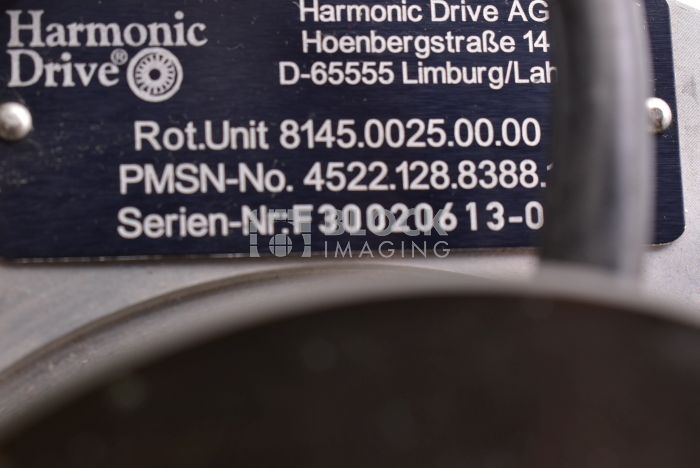 Harmonic
Drive®
Harmonic Drive AG
Hoenbergstraße 14
D-65555 Limburg/Lah
Rot.Unit 8145.0025.00.00
PMSN-No. 4522.128.8388.
Serien-Nr. F30020613-0
BLOCK
IMAGING